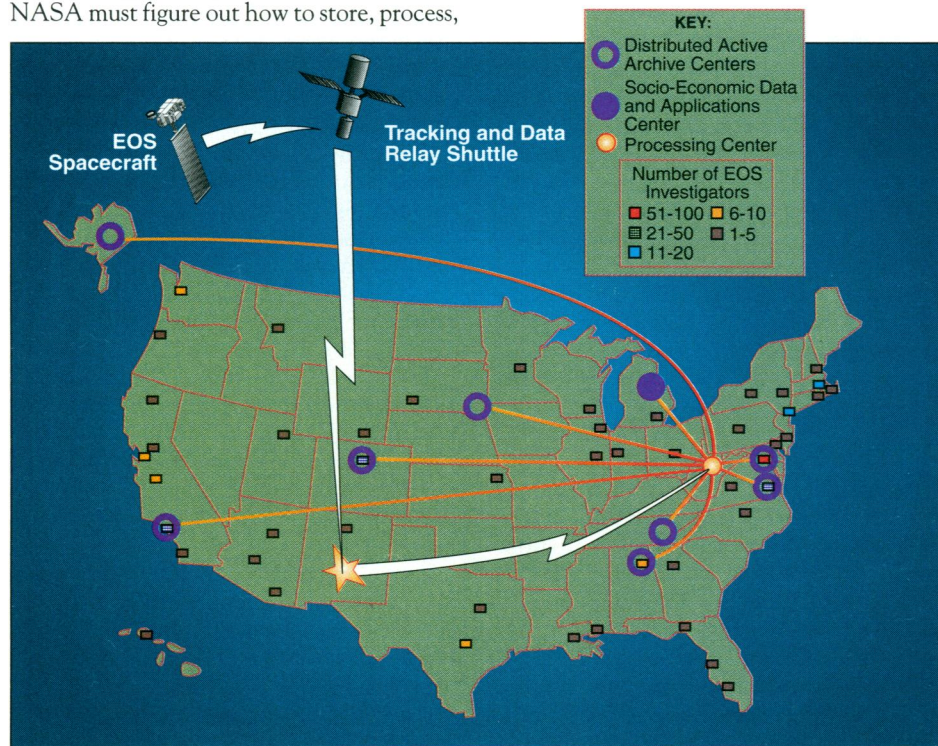 NASA must figure out how to store, process,
EOS
Spacecraft
Tracking and Data
Relay Shuttle
KEY:
Distributed Active
Archive Centers
Socio-Economic Data
and Applications
Center
Processing Center
Number of EOS
Investigators
51-100 6-10
21-50 1-5
11-20